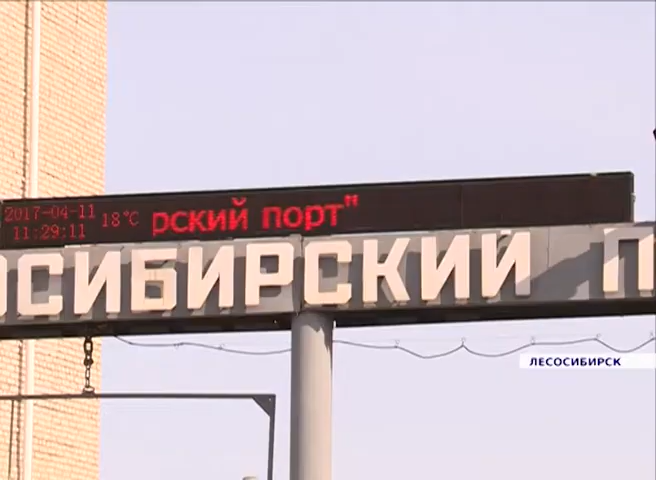 2017-04-11
11:29:11
18°C
рский порт"
ОСИБИРСКИЙ П
ЛЕСОСИБИРСК